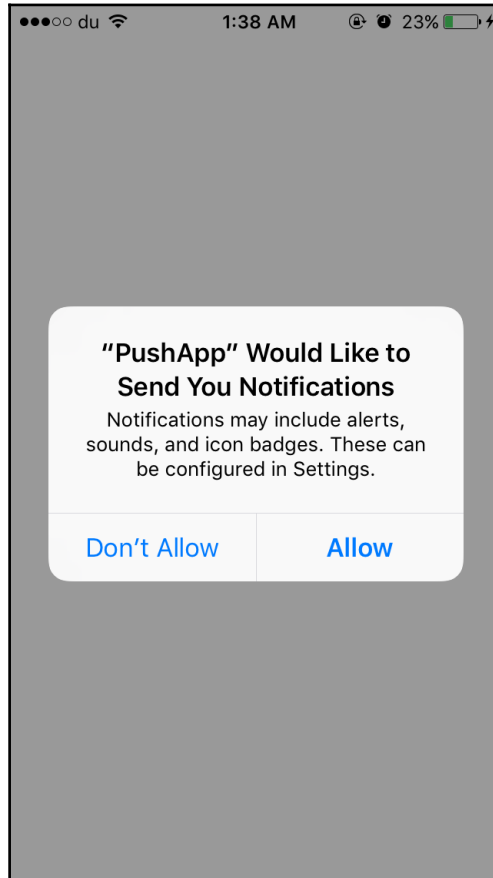 du 1:38 AM 23%
“PushApp” Would Like to
Send You Notifications
Notifications may include alerts,
sounds, and icon badges. These can
be configured in Settings.
Don’t Allow Allow